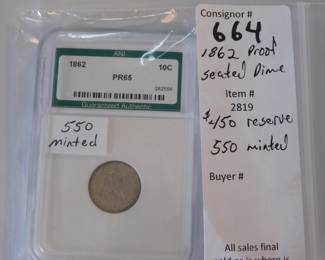 ANI
1862 10C
PR65
Guaranteed Authentic
550
minted
Consignor #
664
1862 Proof
seated Dime
Item #
2819
$450 reserve
550 minted
Buyer #
All sales final